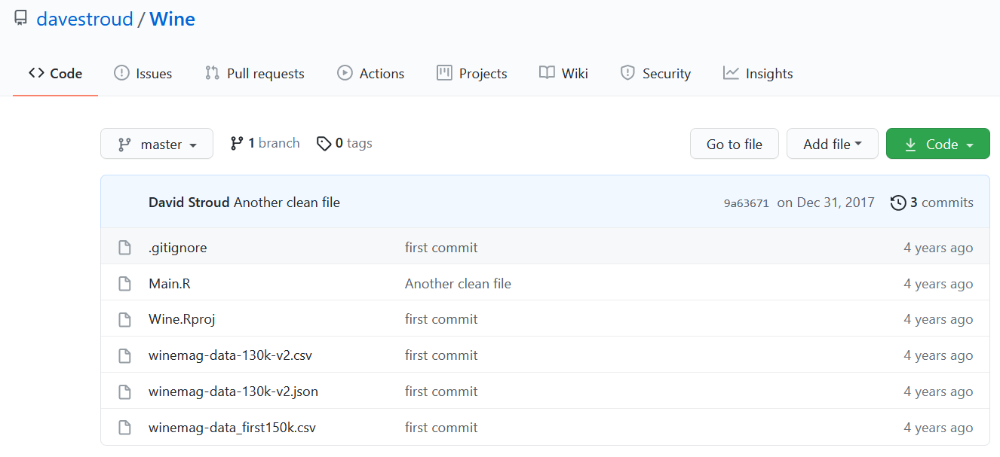 davestroud / Wine
Code Issues Pull requests Actions Projects Wiki Security Insights
master 1 branch 0 tags Go to file Add file Code
David Stroud Another clean file 9a63671 on Dec 31, 2017 3 commits
.gitignore first commit 4 years ago
Main.R Another clean file 4 years ago
Wine.Rproj first commit 4 years ago
winemag-data-130k-v2.csv first commit 4 years ago
winemag-data-130k-v2.json first commit 4 years ago
winemag-data_first150k.csv first commit 4 years ago